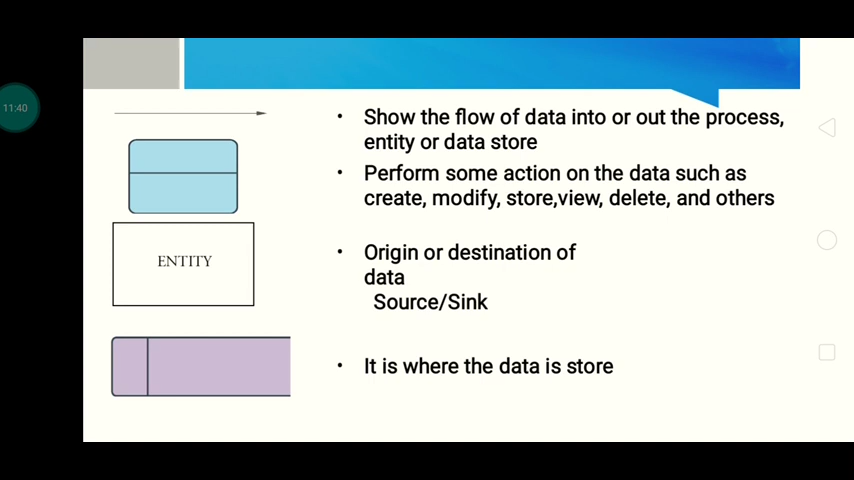 11:40
• Show the flow of data into or out the process,
entity or data store
• Perform some action on the data such as
create, modify, store,view, delete, and others
ENTITY
• Origin or destination of
data
Source/Sink
• It is where the data is store